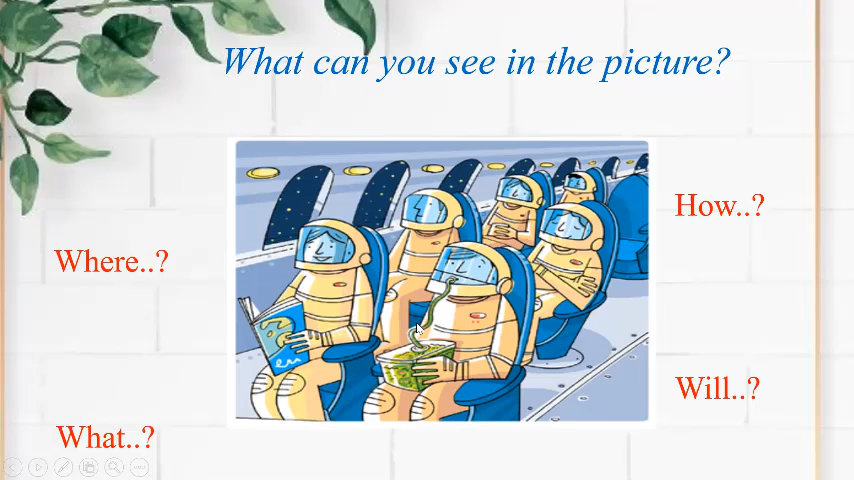 What can you see in the picture?
How..?
Where..?
Will..?
What..?